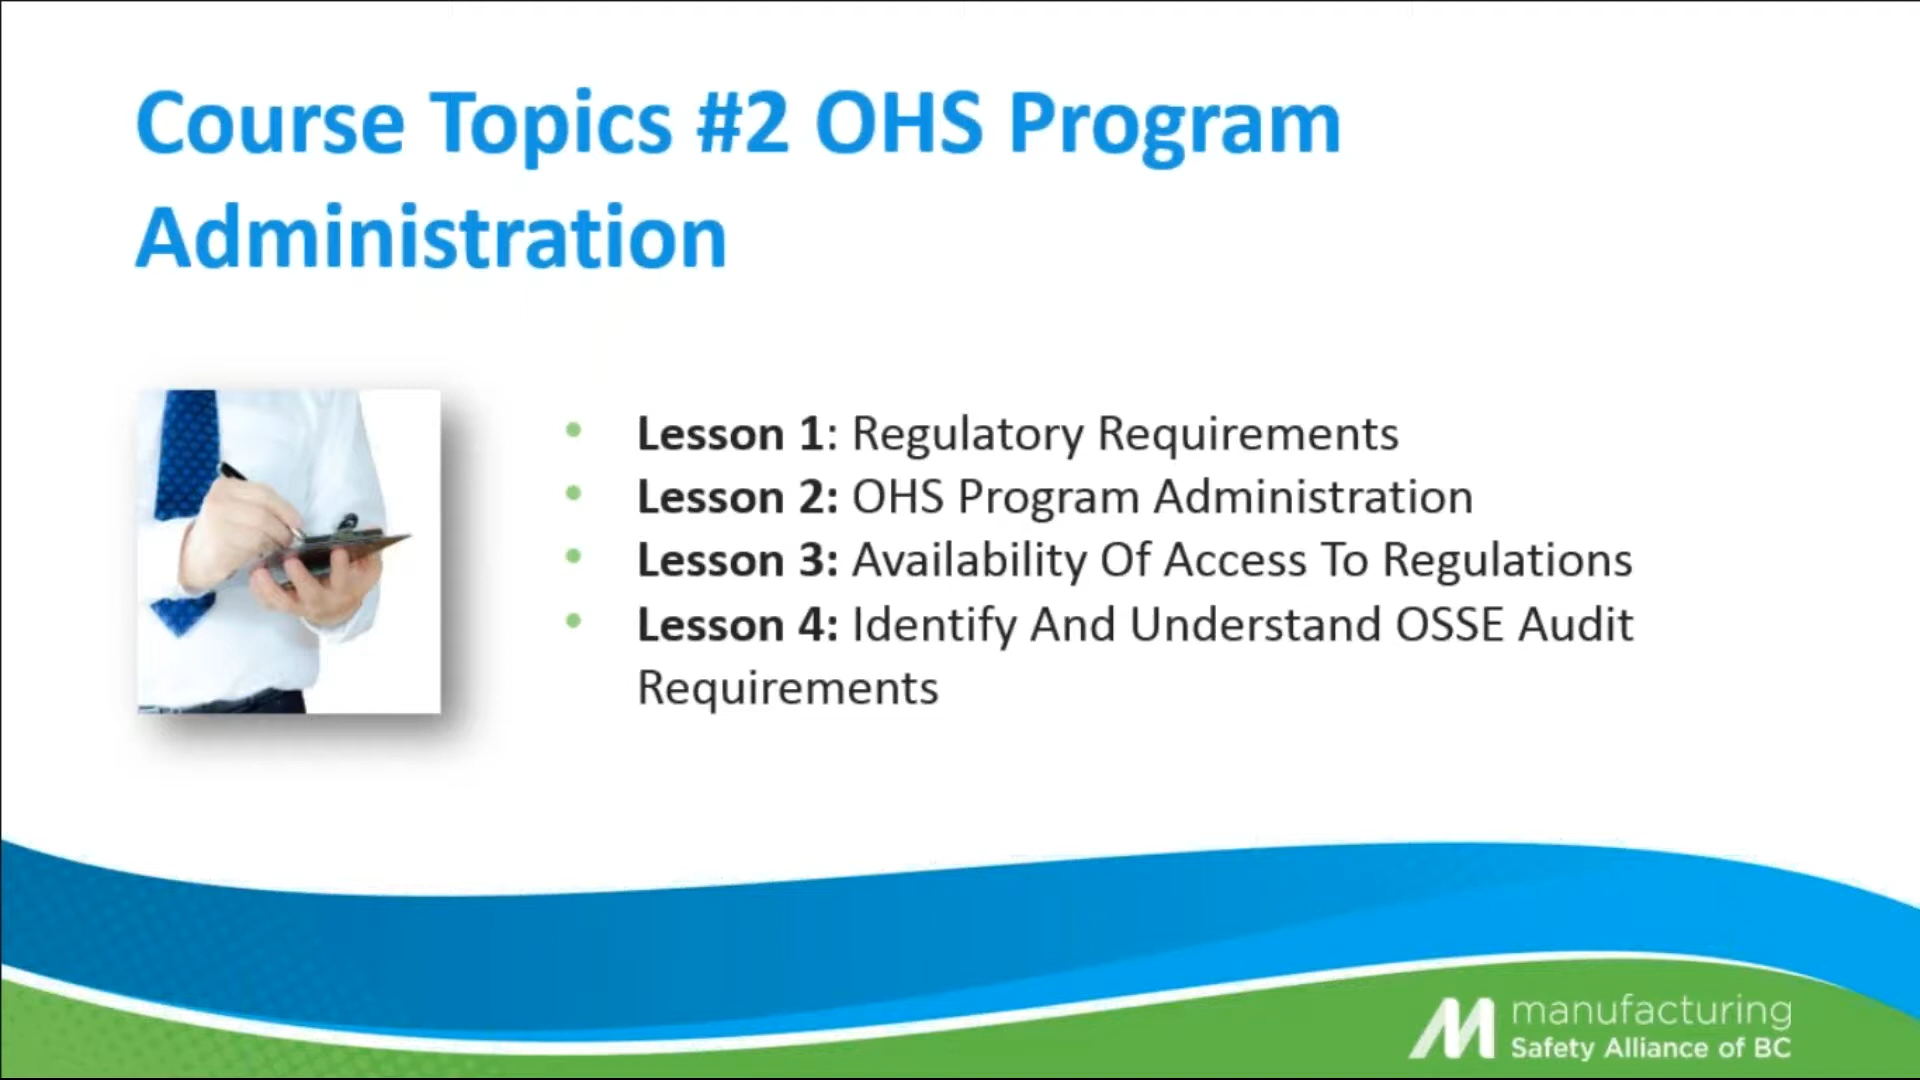 Course Topics #2 OHS Program
Administration
• Lesson 1: Regulatory Requirements
• Lesson 2: OHS Program Administration
• Lesson 3: Availability Of Access To Regulations
• Lesson 4: Identify And Understand OSSE Audit
Requirements
manufacturing
Safety Alliance of BC